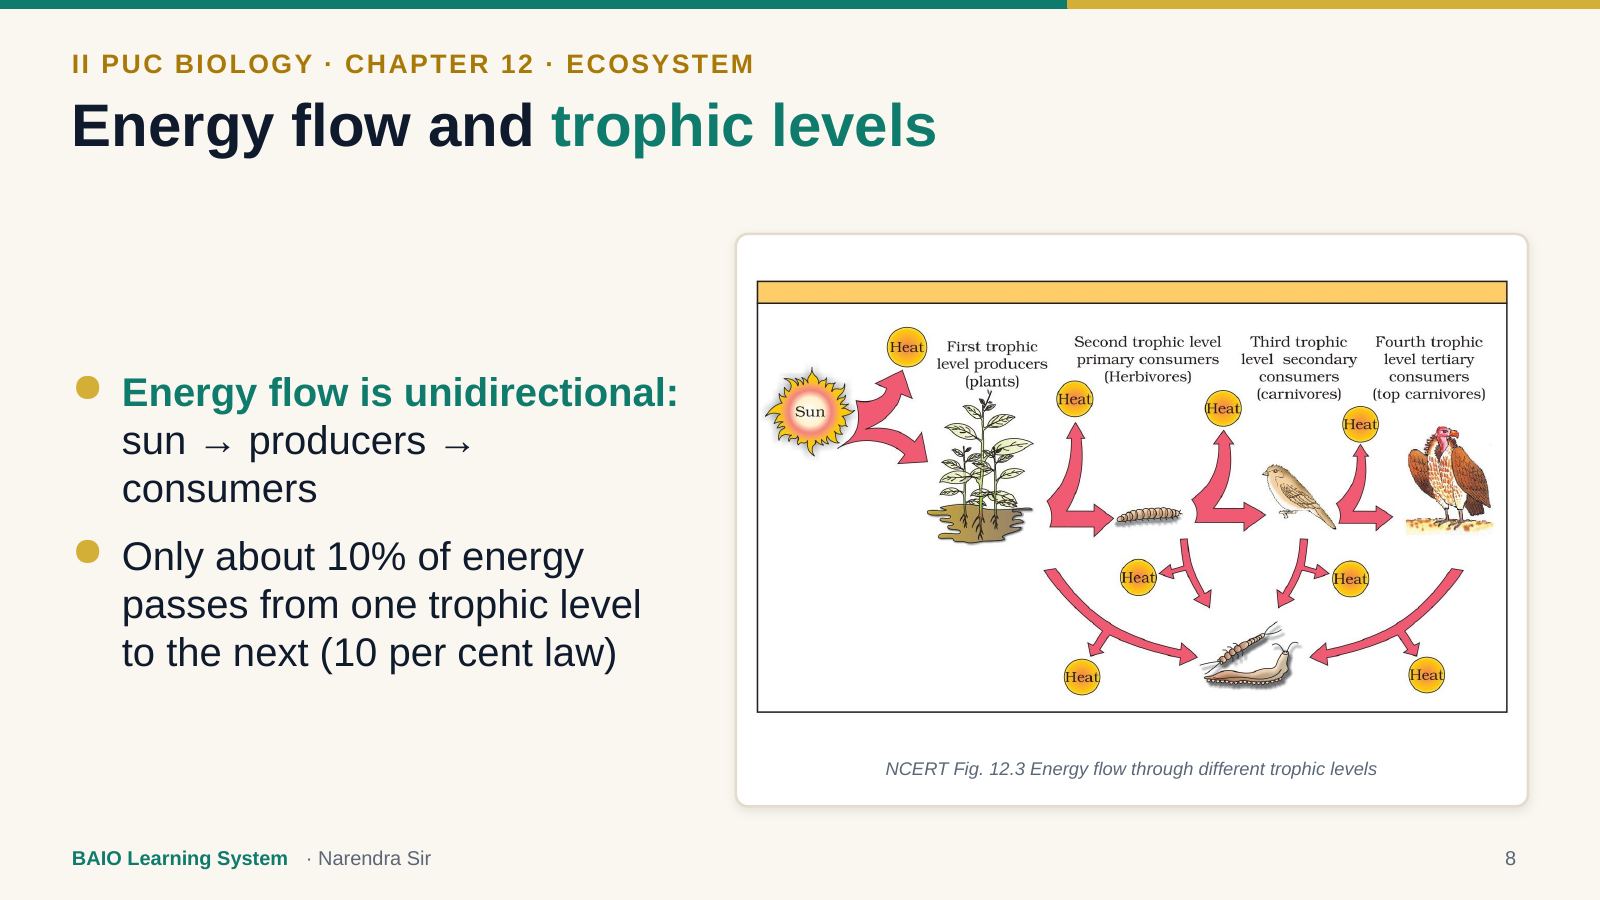 II PUC BIOLOGY · CHAPTER 12 · ECOSYSTEM
Energy flow and trophic levels
Energy flow is unidirectional:
sun → producers →
consumers
Only about 10% of energy
passes from one trophic level
to the next (10 per cent law)
Sun
Heat
First trophic
level producers
(plants)
Second trophic level
primary consumers
(Herbivores)
Third trophic
level secondary
consumers
(carnivores)
Fourth trophic
level tertiary
consumers
(top carnivores)
Heat
Heat
Heat
Heat
Heat
Heat
Heat
NCERT Fig. 12.3 Energy flow through different trophic levels
BAIO Learning System · Narendra Sir
8